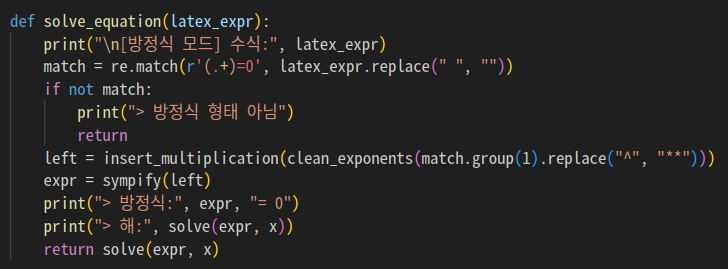 def solve_equation(latex_expr):
    print("\n[방정식 모드] 수식:", latex_expr)
    match = re.match(r'(.+)=0', latex_expr.replace(" ", ""))
    if not match:
        print("> 방정식 형태 아님")
        return
    left = insert_multiplication(clean_exponents(match.group(1).replace("^", "**")))
    expr = sympify(left)
    print("> 방정식:", expr, "= 0")
    print("> 해:", solve(expr, x))
    return solve(expr, x)